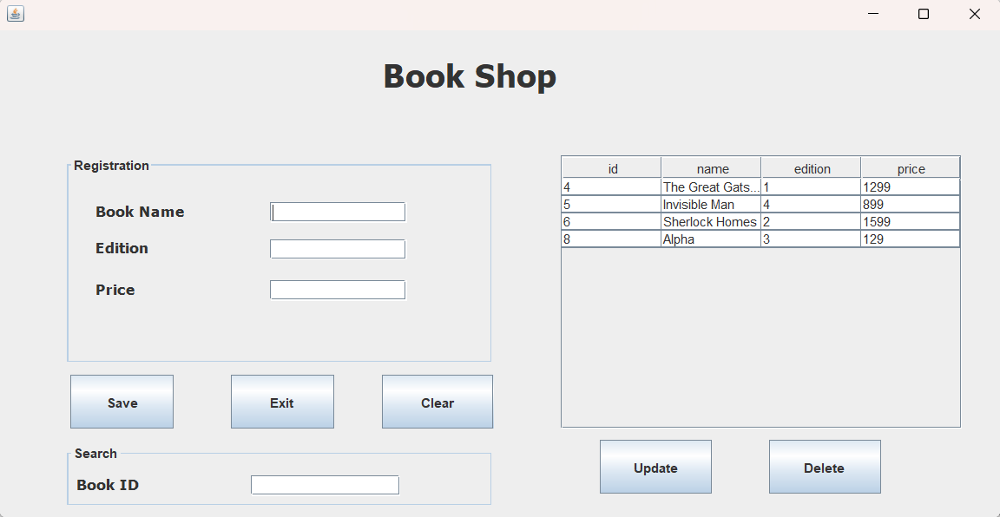 Book Shop
Registration
Book Name
Edition
Price
Save Exit Clear
Search
Book ID
id name edition price
4 The Great Gats... 1 1299
5 Invisible Man 4 899
6 Sherlock Homes 2 1599
8 Alpha 3 129
Update Delete